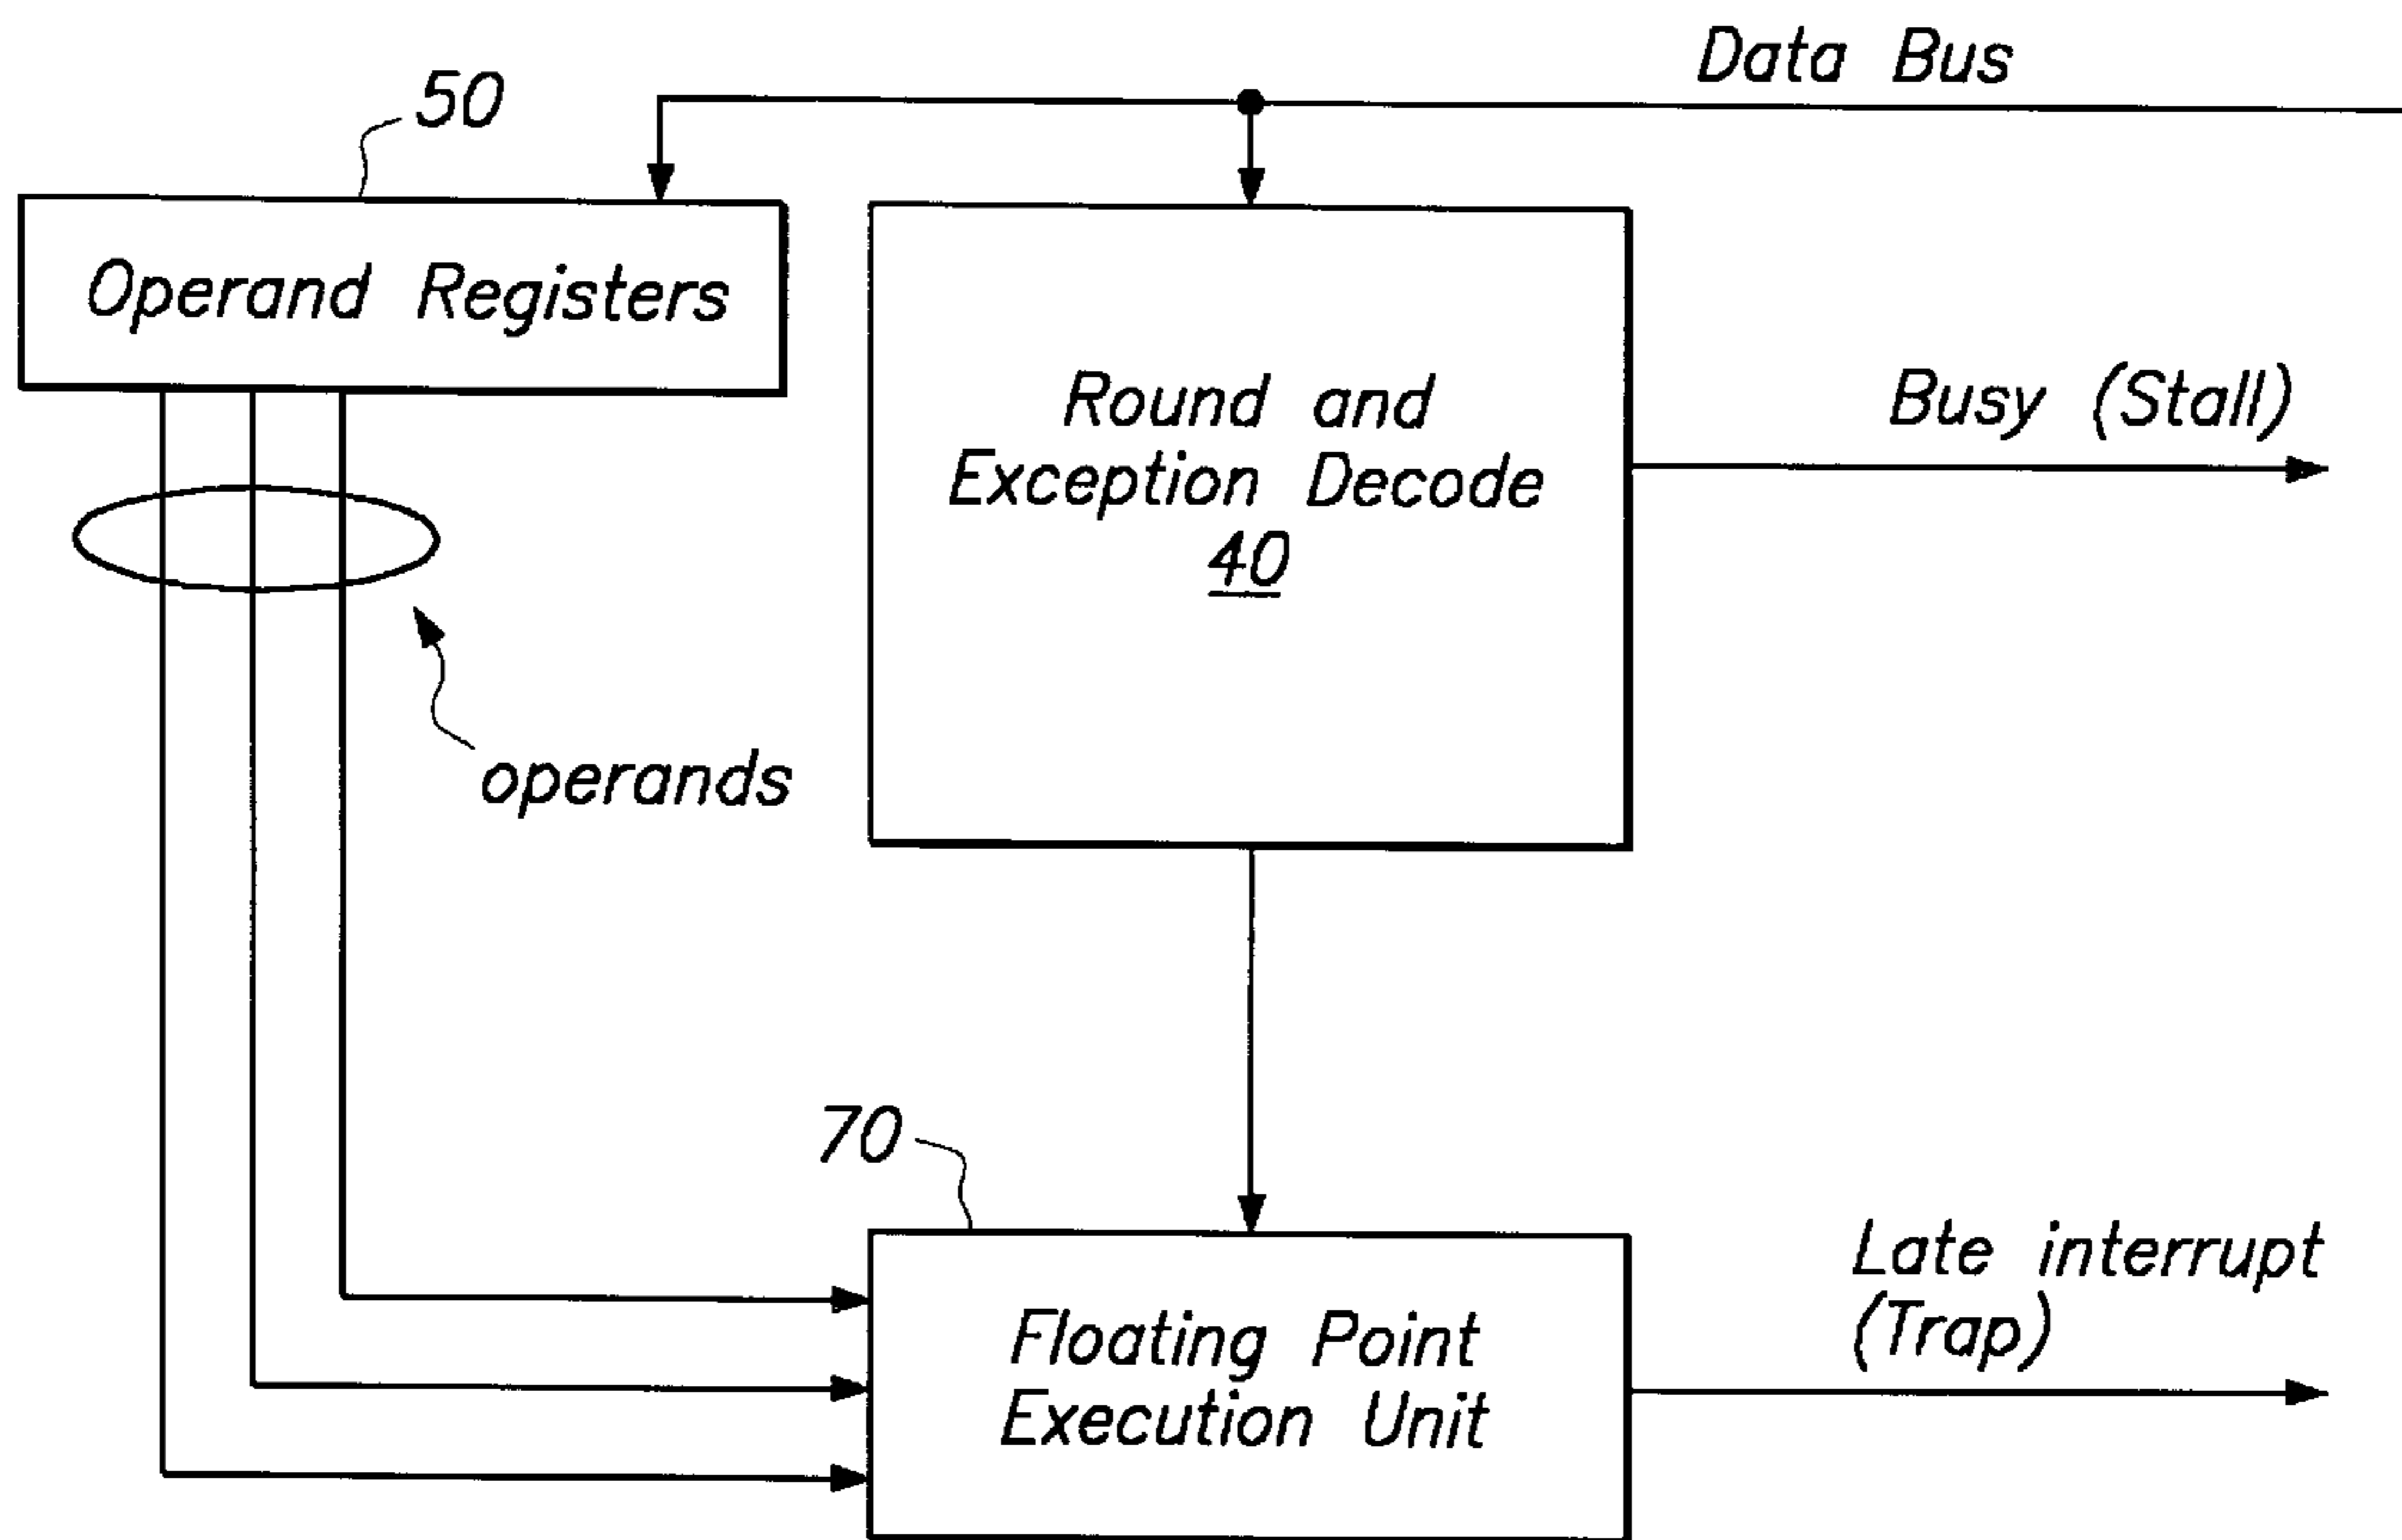 Data Bus
50
Operand Registers
Round and
Exception Decode
40
Busy (Stall)
operands
70
Floating Point
Execution Unit
Late interrupt
(Trap)